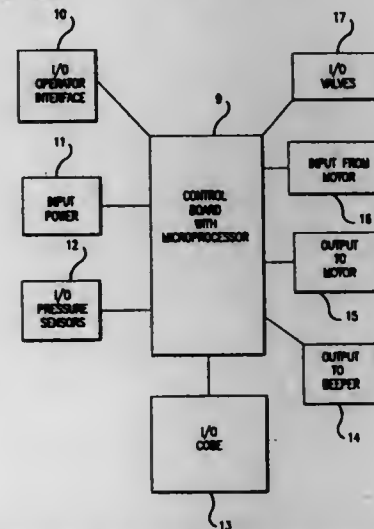 10
I/O
OPERATOR
INTERFACE
17
I/O
VALVES
9
CONTROL
BOARD
WITH
MICROPROCESSOR
11
INPUT
POWER
INPUT FROM
MOTOR
16
12
I/O
PRESSURE
SENSORS
OUTPUT
TO
MOTOR
15
OUTPUT
TO
BEEPER
14
I/O
CODE
13